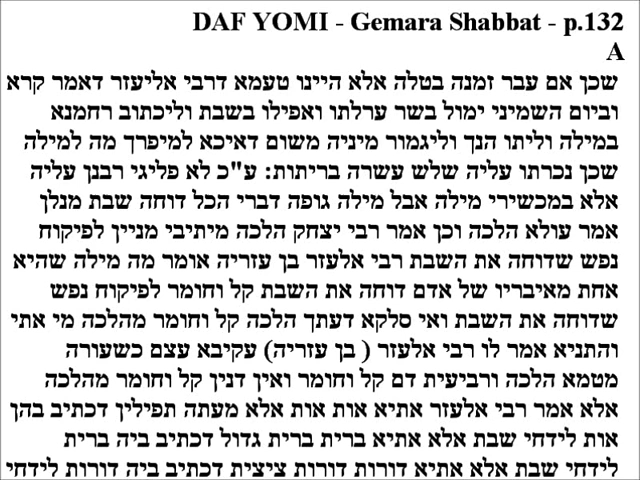 DAF YOMI - Gemara Shabbat - p.132
A
שכן אם עבר זמנה בטלה אלא היינו טעמא דרבי אליעזר דאמר קרא
וביום השמיני ימול בשר ערלתו ואפילו בשבת וליכתוב רחמנא
במילה וליתו הנך וליגמור מיניה משום דאיכא למיפרך מה למילה
שכן נכרתו עליה שלש עשרה בריתות: ע"כ לא פליגי רבנן עליה
אלא במכשירי מילה אבל מילה גופה דברי הכל דוחה שבת מנלן
אמר עולא הלכה וכך אמר רבי יצחק הלכה מיתיבי מניין לפיקוח
נפש שדוחה את השבת רבי אלעזר בן עזריה אומר מה מילה שהיא
אחת מאיבריו של אדם דוחה את השבת קל וחומר לפיקוח נפש
שדוחה את השבת ואי סלקא דעתך הלכה קל וחומר מהלכה מי אתי
והתניא אמר לו רבי אלעזר ( בן עזריה) עקיבא עצם כשעורה
מטמא הלכה ורביעית דם קל וחומר ואין דנין קל וחומר מהלכה
אלא אמר רבי אלעזר אתיא אות אות אלא מעתה תפילין דכתיב בהן
אות לידחי שבת אלא אתיא ברית ברית גדול דכתיב ביה ברית
לידחי שבת אלא אתיא דורות דורות ציצית דכתיב ביה דורות לידחי